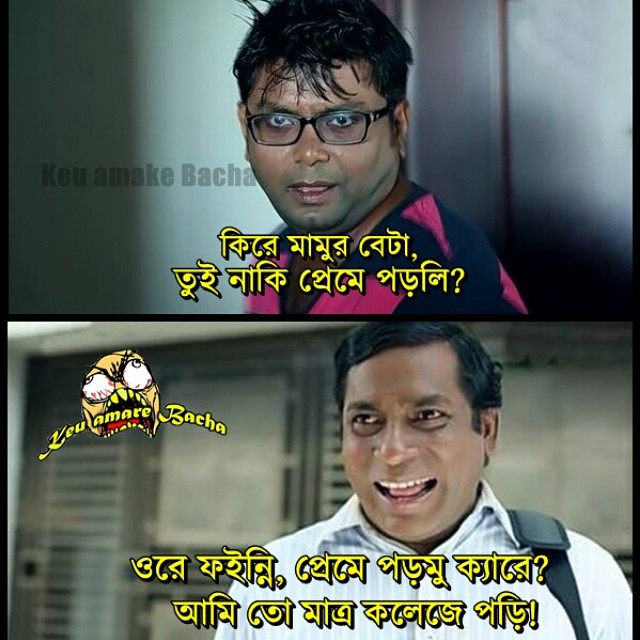 Keu amake Bacha
কিরে মামুর বেটা,
তুই নাকি প্রেমে পড়লি?
Keu amare Bacha
ওরে ফইন্নি, প্রেমে পড়মু ক্যারে?
আমি তো মাত্র কলেজে পড়ি!